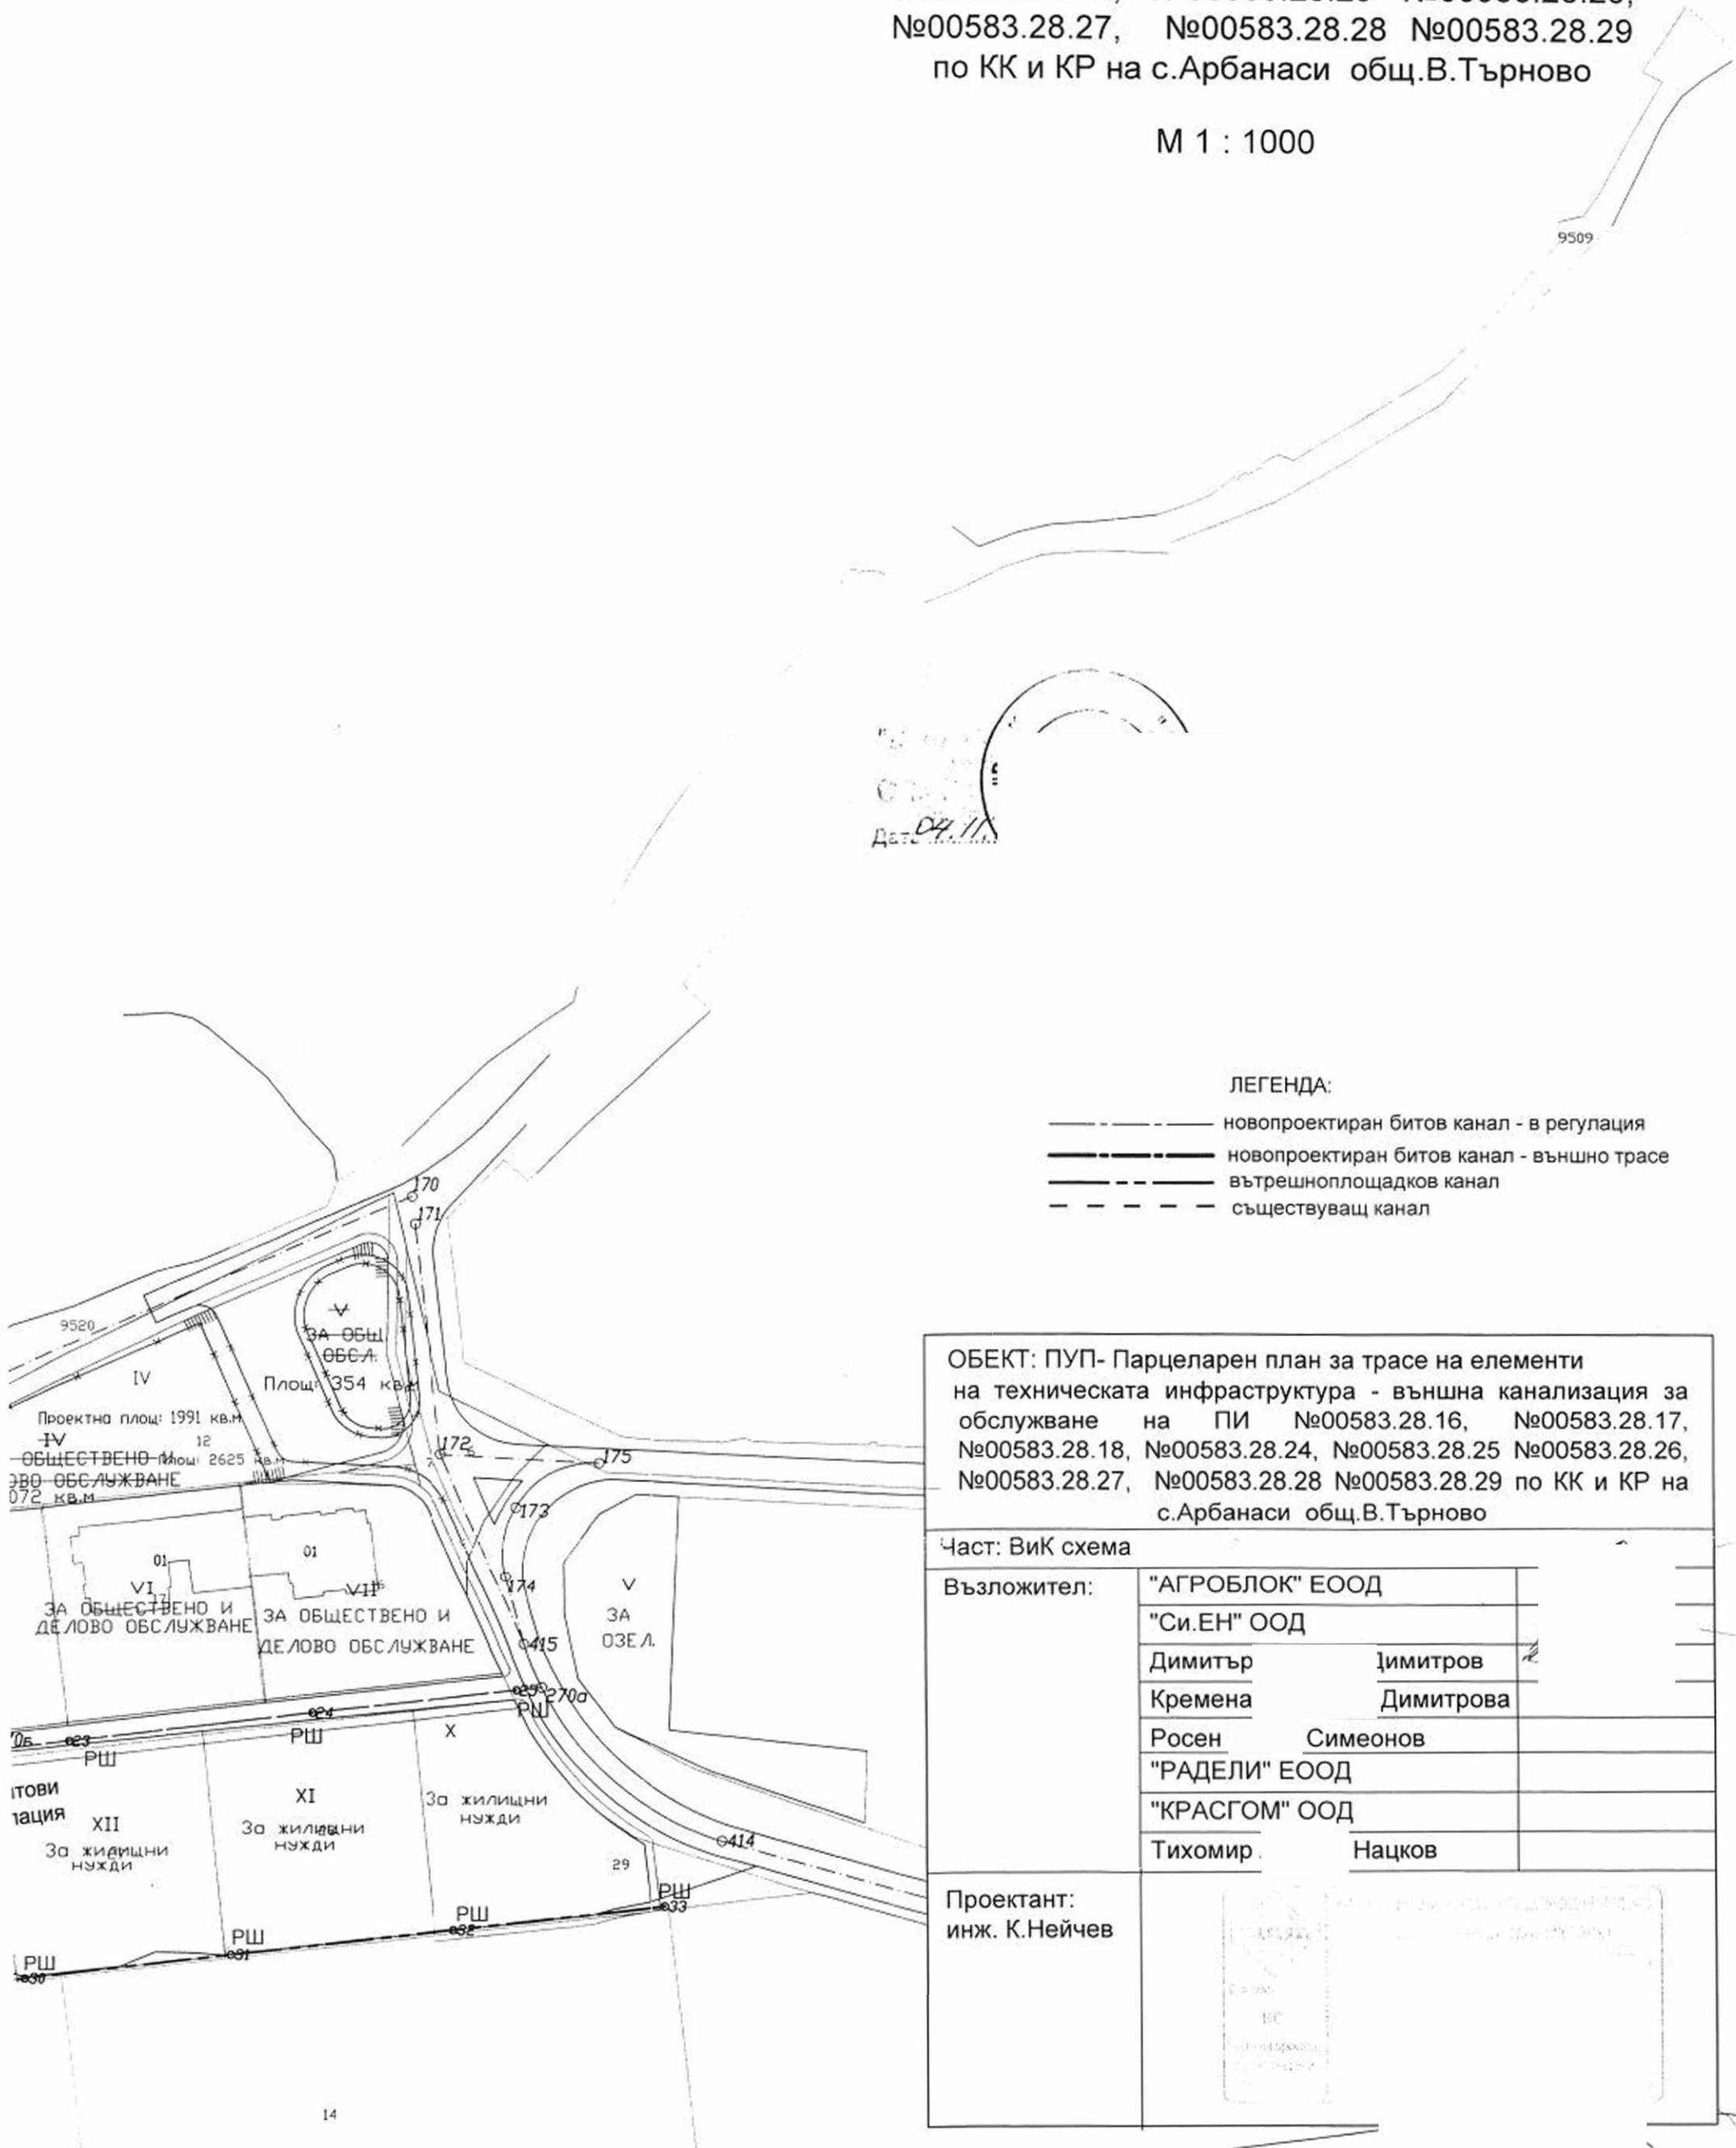 №00583.28.27, №00583.28.28 №00583.28.29
по КК и КР на с.Арбанаси общ.В.Търново
М 1 : 1000
9509
04.11.
ЛЕГЕНДА:
новопроектиран битов канал - в регулация
новопроектиран битов канал - външно трасе
вътрешноплощадков канал
съществуващ канал
170
171
9520
V
ЗА ОБЩ.
ОБСЛ.
IV
Площ: 354 кв.м
Проектна площ: 1991 кв.м
IV
12
ОБЩЕСТВЕНО И
площ: 2625 кв.м
ОБСЛУЖВАНЕ
072 кв.м
172
175
173
174
01
01
VI
17
VII
ЗА ОБЩЕСТВЕНО И
ДЕЛОВО ОБСЛУЖВАНЕ
ЗА ОБЩЕСТВЕНО И
ДЕЛОВО ОБСЛУЖВАНЕ
V
ЗА
ОЗЕЛ.
415
25
270а
РШ
24
РШ
23
РШ
X
За жилищни
нужди
XI
За жилищни
нужди
XII
За жилищни
нужди
414
29
РШ
33
РШ
32
РШ
31
РШ
30
14
ОБЕКТ: ПУП- Парцеларен план за трасе на елементи
на техническата инфраструктура - външна канализация за
обслужване на ПИ №00583.28.16, №00583.28.17,
№00583.28.18, №00583.28.24, №00583.28.25 №00583.28.26,
№00583.28.27, №00583.28.28 №00583.28.29 по КК и КР на
с.Арбанаси общ.В.Търново
Част: ВиК схема
Възложител:
"АГРОБЛОК" ЕООД
"Си.ЕН" ООД
Димитър имитров
Кремена Димитрова
Росен Симеонов
"РАДЕЛИ" ЕООД
"КРАСГОМ" ООД
Тихомир Нацков
Проектант:
инж. К.Нейчев